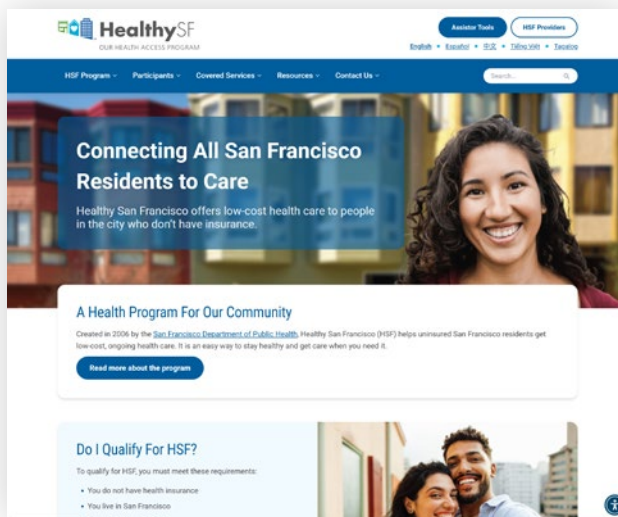 HealthySF
OUR HEALTH ACCESS PROGRAM
Assistor Tools
HSF Providers
English • Español • 中文 • Tiếng Việt • Tagalog
HSF Program
Participants
Covered Services
Resources
Contact Us
Search...
Connecting All San Francisco
Residents to Care
Healthy San Francisco offers low-cost health care to people
in the city who don't have insurance.
A Health Program For Our Community
Created in 2006 by the San Francisco Department of Public Health, Healthy San Francisco (HSF) helps uninsured San Francisco residents get
low-cost, ongoing health care. It is an easy way to stay healthy and get care when you need it.
Read more about the program
Do I Qualify For HSF?
To qualify for HSF, you must meet these requirements:
• You do not have health insurance
• You live in San Francisco